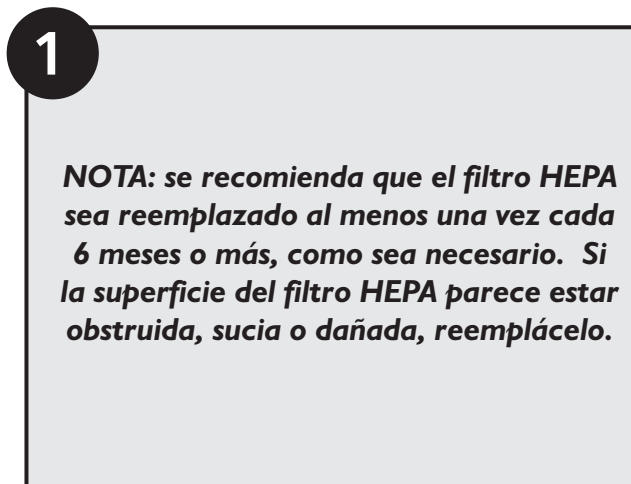 1
NOTA: se recomienda que el filtro HEPA
sea reemplazado al menos una vez cada
6 meses o más, como sea necesario.  Si
la superficie del filtro HEPA parece estar
obstruida, sucia o dañada, reemplácelo.